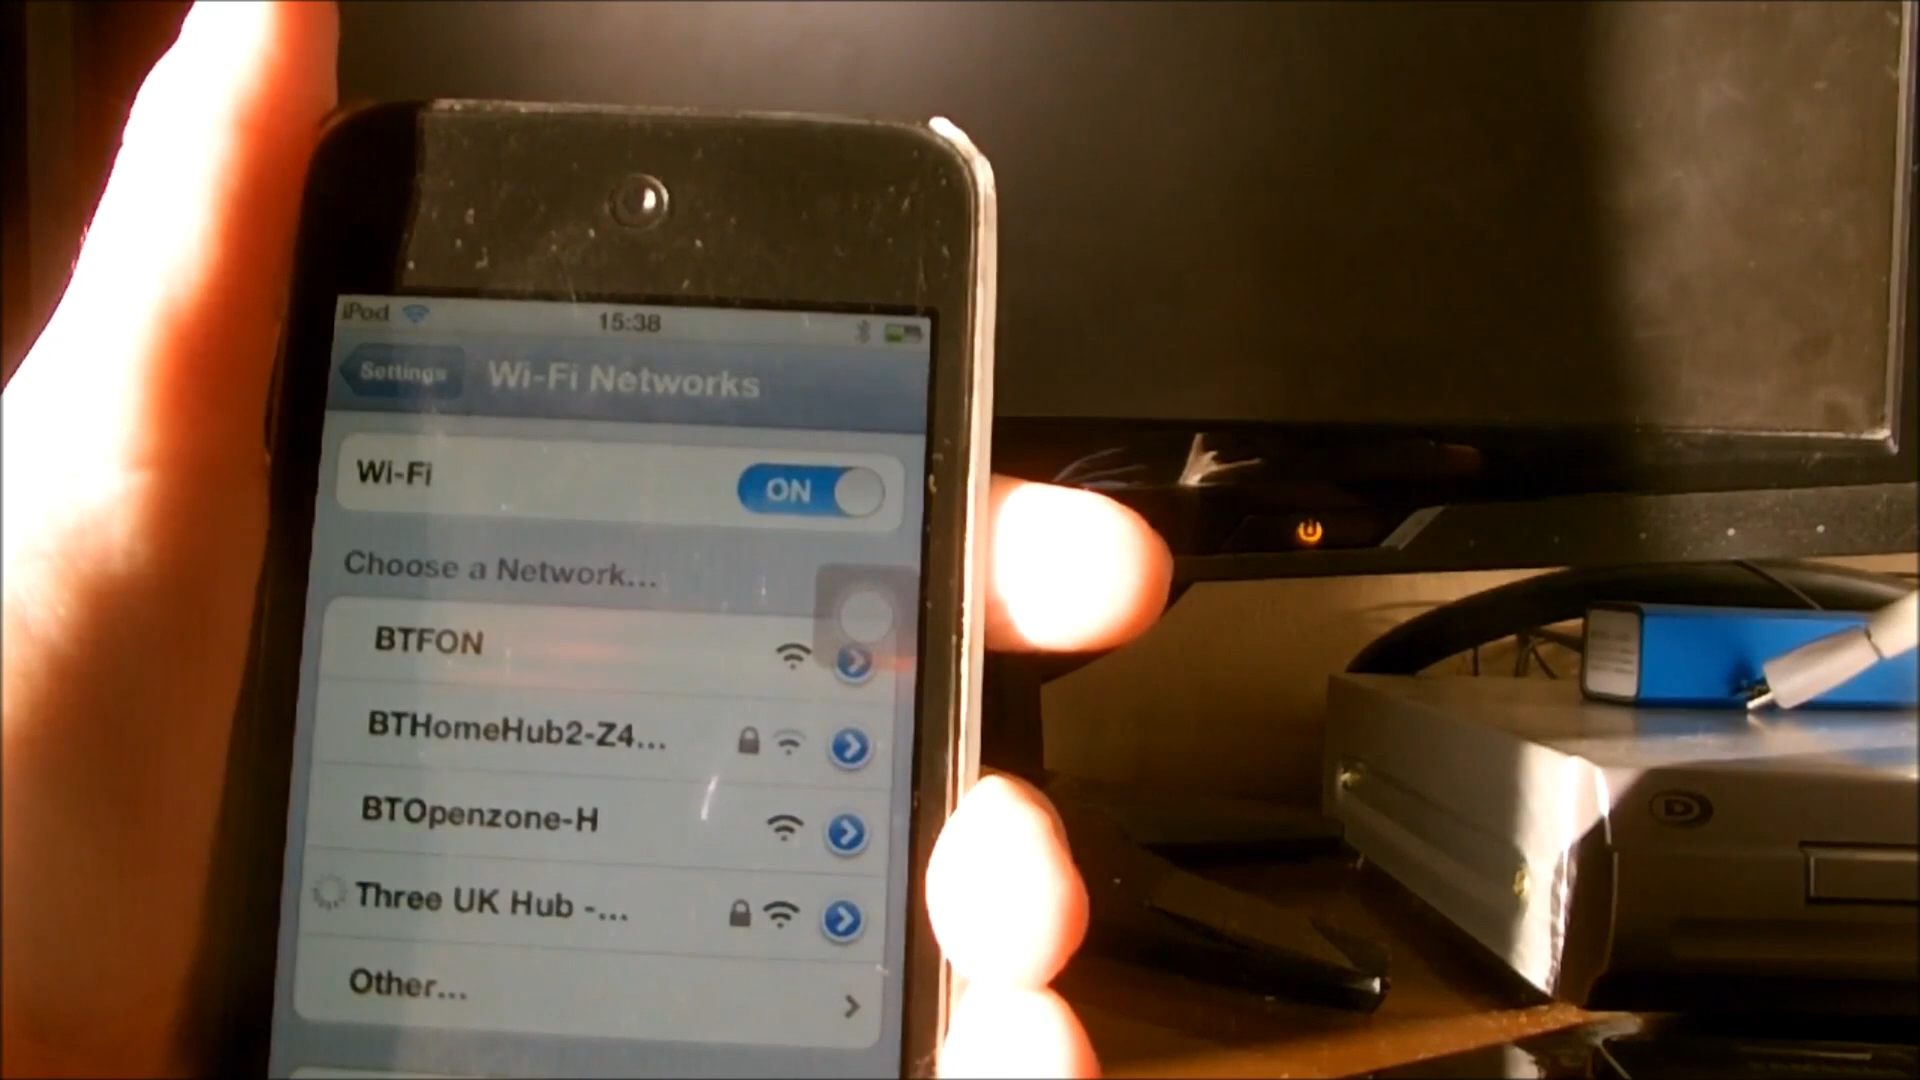 iPod 15:38
Settings Wi-Fi Networks
Wi-Fi ON
Choose a Network...
BTFON
BTHomeHub2-Z4...
BTOpenzone-H
Three UK Hub -...
Other...
D